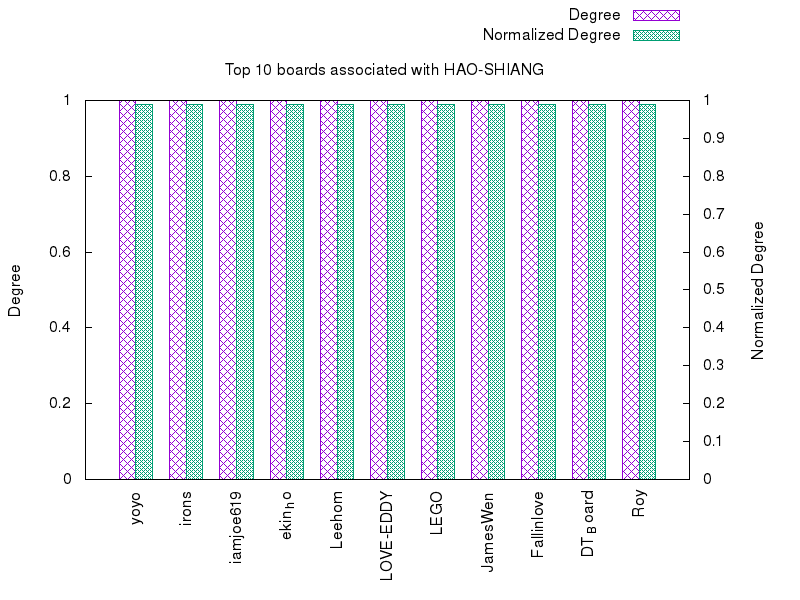 Degree
Normalized Degree
Top 10 boards associated with HAO-SHIANG
1
0.8
0.6
0.4
0.2
0
Degree
1
0.9
0.8
0.7
0.6
0.5
0.4
0.3
0.2
0.1
0
Normalized Degree
yoyo
irons
iamjoe619
ekinho
Leehom
LOVE-EDDY
LEGO
JamesWen
Fallinlove
DTBoard
Roy